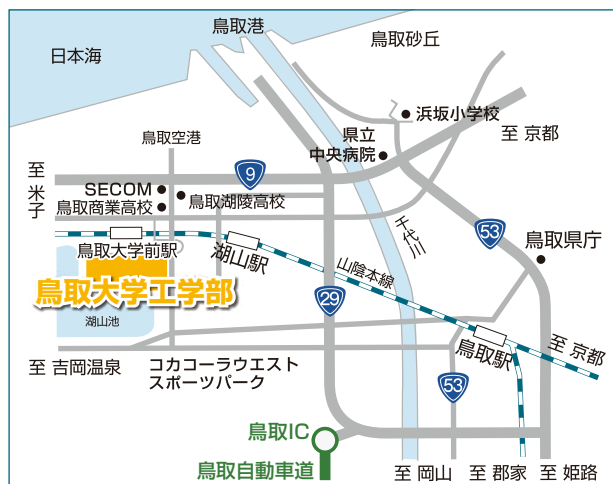 鳥取港
鳥取砂丘
日本海
浜坂小学校
至 京都
県立
中央病院
鳥取空港
至 米子
9
SECOM
鳥取商業高校
鳥取湖陵高校
千代川
53
鳥取県庁
鳥取大学前駅
湖山駅
山陰本線
鳥取大学工学部
29
湖山池
鳥取駅
至 京都
至 吉岡温泉
コカコーラウエスト
スポーツパーク
53
鳥取IC
鳥取自動車道
至 岡山
至 郡家
至 姫路